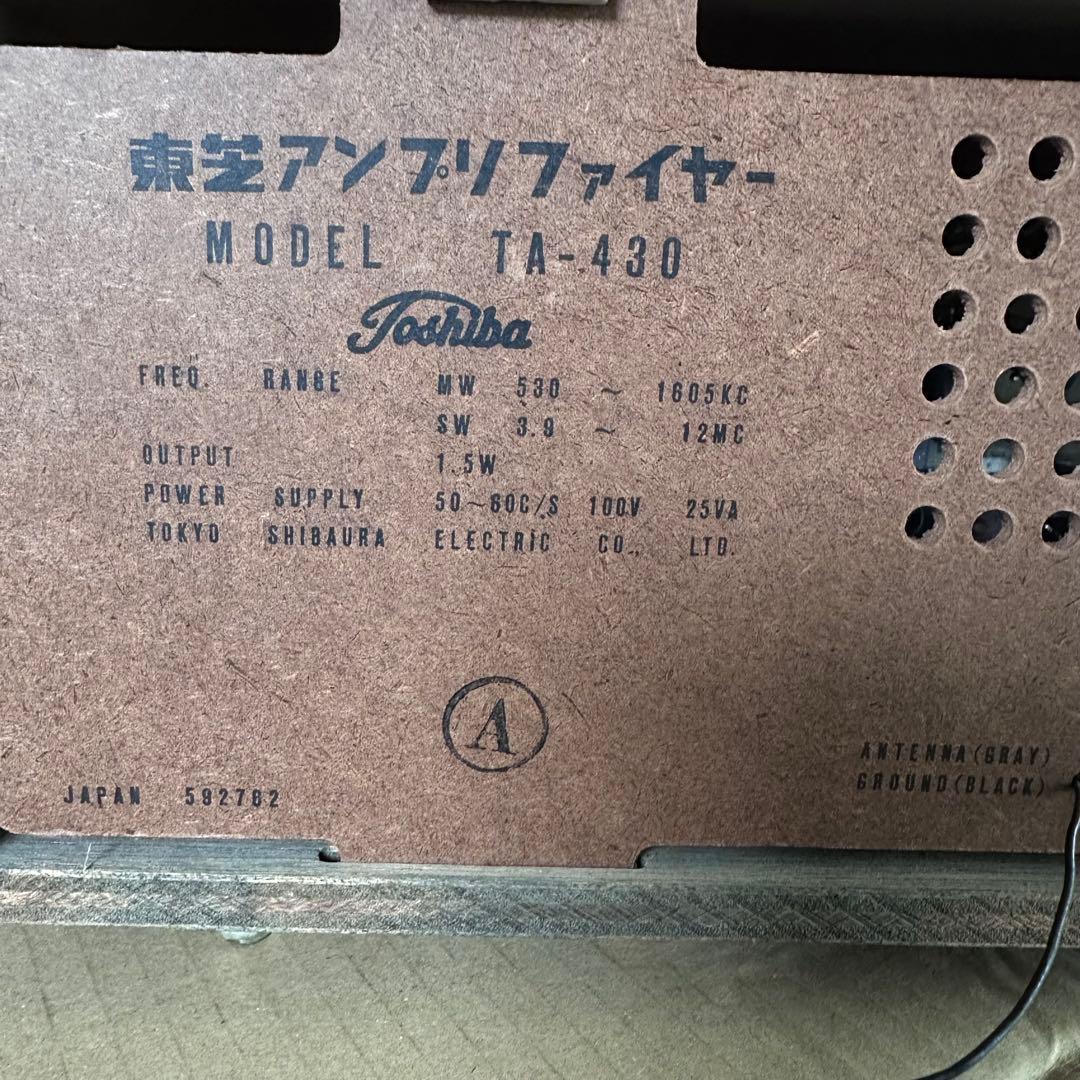 東芝アンプリファイヤー
MODEL TA-430
Toshiba
FREQ. RANGE MW 530 ~ 1605KC
SW 3.9 ~ 12MC
OUTPUT 1.5W
POWER SUPPLY 50~60C/S 100V 25VA
TOKYO SHIBAURA ELECTRIC CO., LTD.
A
ANTENNA(GRAY)
GROUND(BLACK)
JAPAN 592762